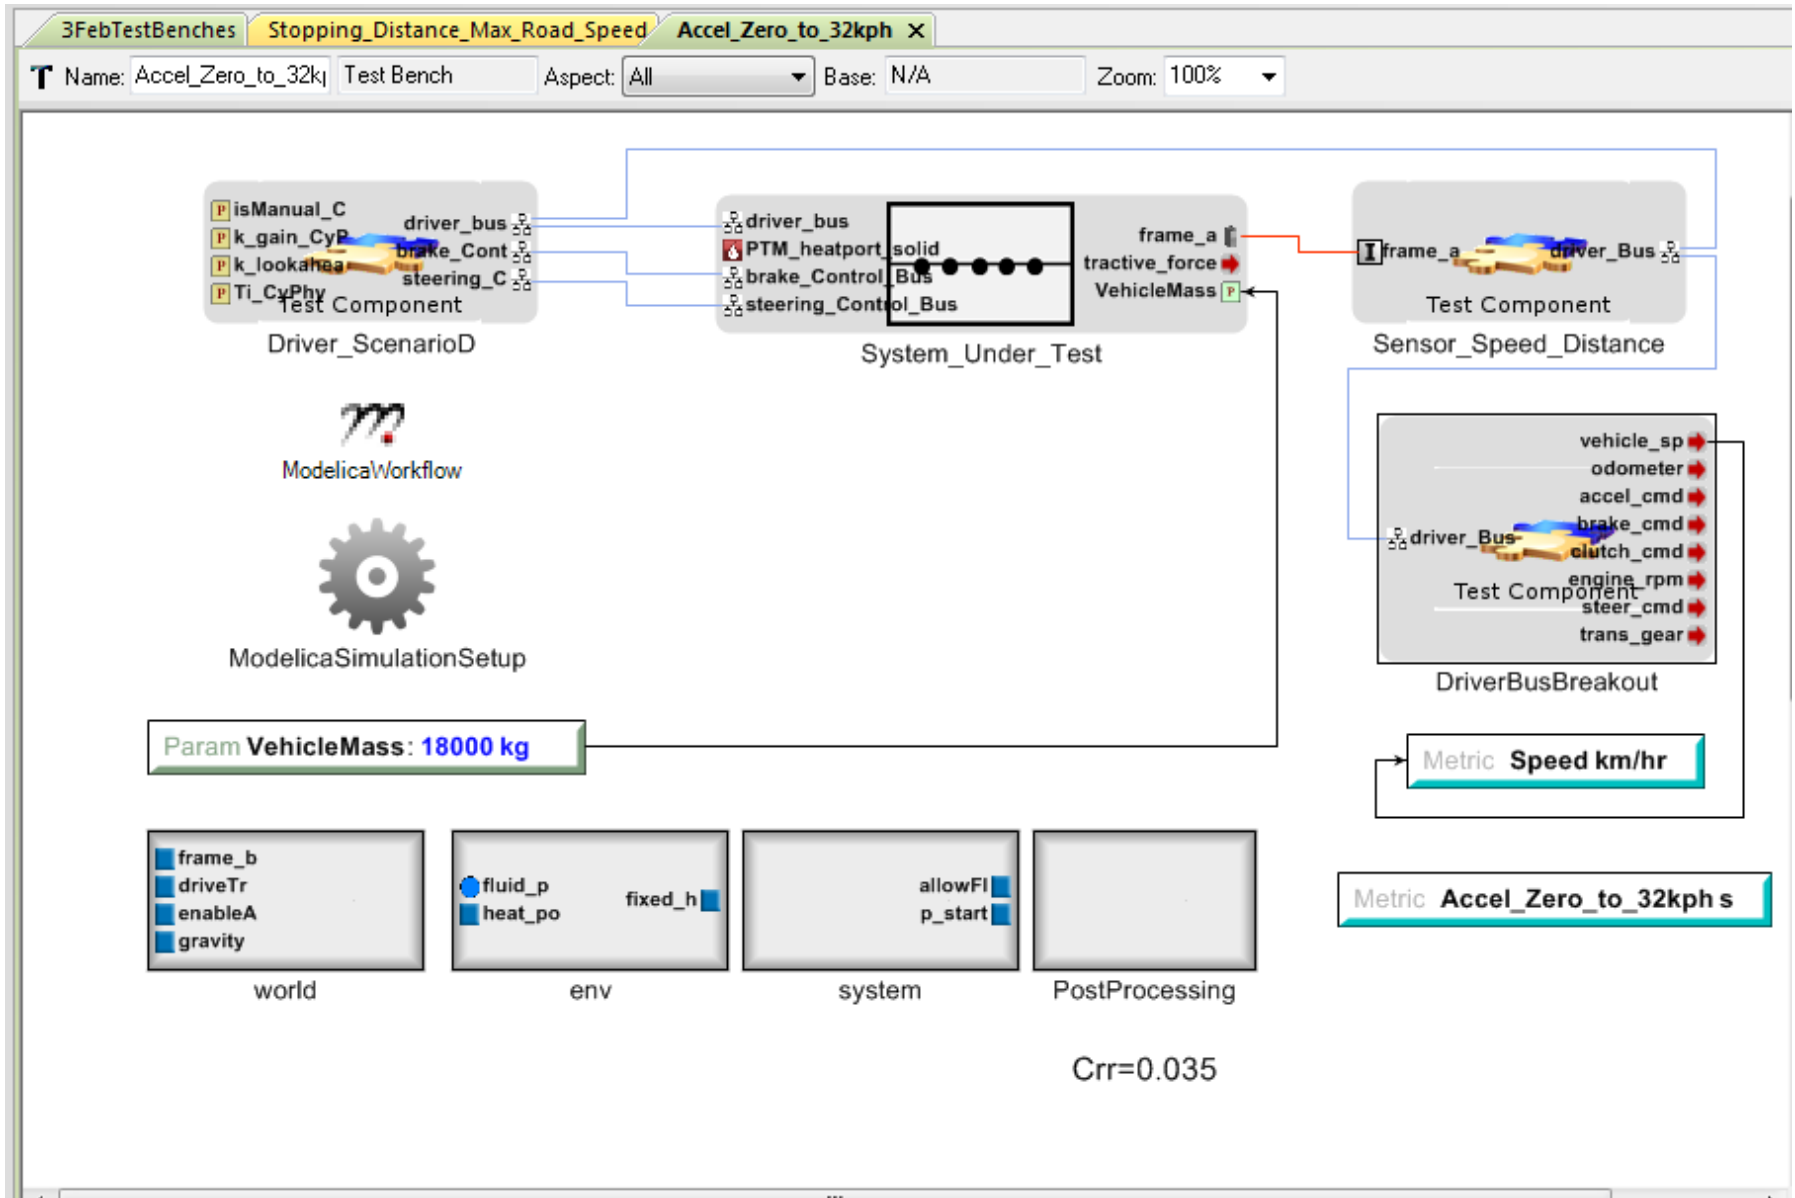 3FebTestBenches Stopping_Distance_Max_Road_Speed Accel_Zero_to_32kph
Name: Accel_Zero_to_32k Test Bench Aspect: All Base: N/A Zoom: 100%
isManual_C
k_gain_CyP
k_lookahea
Ti_CyPhy
driver_bus
brake_Cont
steering_C
Test Component
Driver_ScenarioD
driver_bus
PTM_heatport_solid
brake_Control_Bus
steering_Control_Bus
frame_a
tractive_force
VehicleMass
System_Under_Test
frame_a
driver_Bus
Test Component
Sensor_Speed_Distance
ModelicaWorkflow
ModelicaSimulationSetup
driver_Bus
vehicle_sp
odometer
accel_cmd
brake_cmd
clutch_cmd
engine_rpm
steer_cmd
trans_gear
Test Component
DriverBusBreakout
Param VehicleMass: 18000 kg
Metric Speed km/hr
Metric Accel_Zero_to_32kph s
frame_b
driveTr
enableA
gravity
world
fluid_p
heat_po
fixed_h
env
allowFl
p_start
system
PostProcessing
Crr=0.035